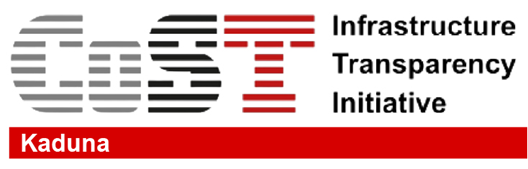 CoST
Infrastructure
Transparency
Initiative
Kaduna